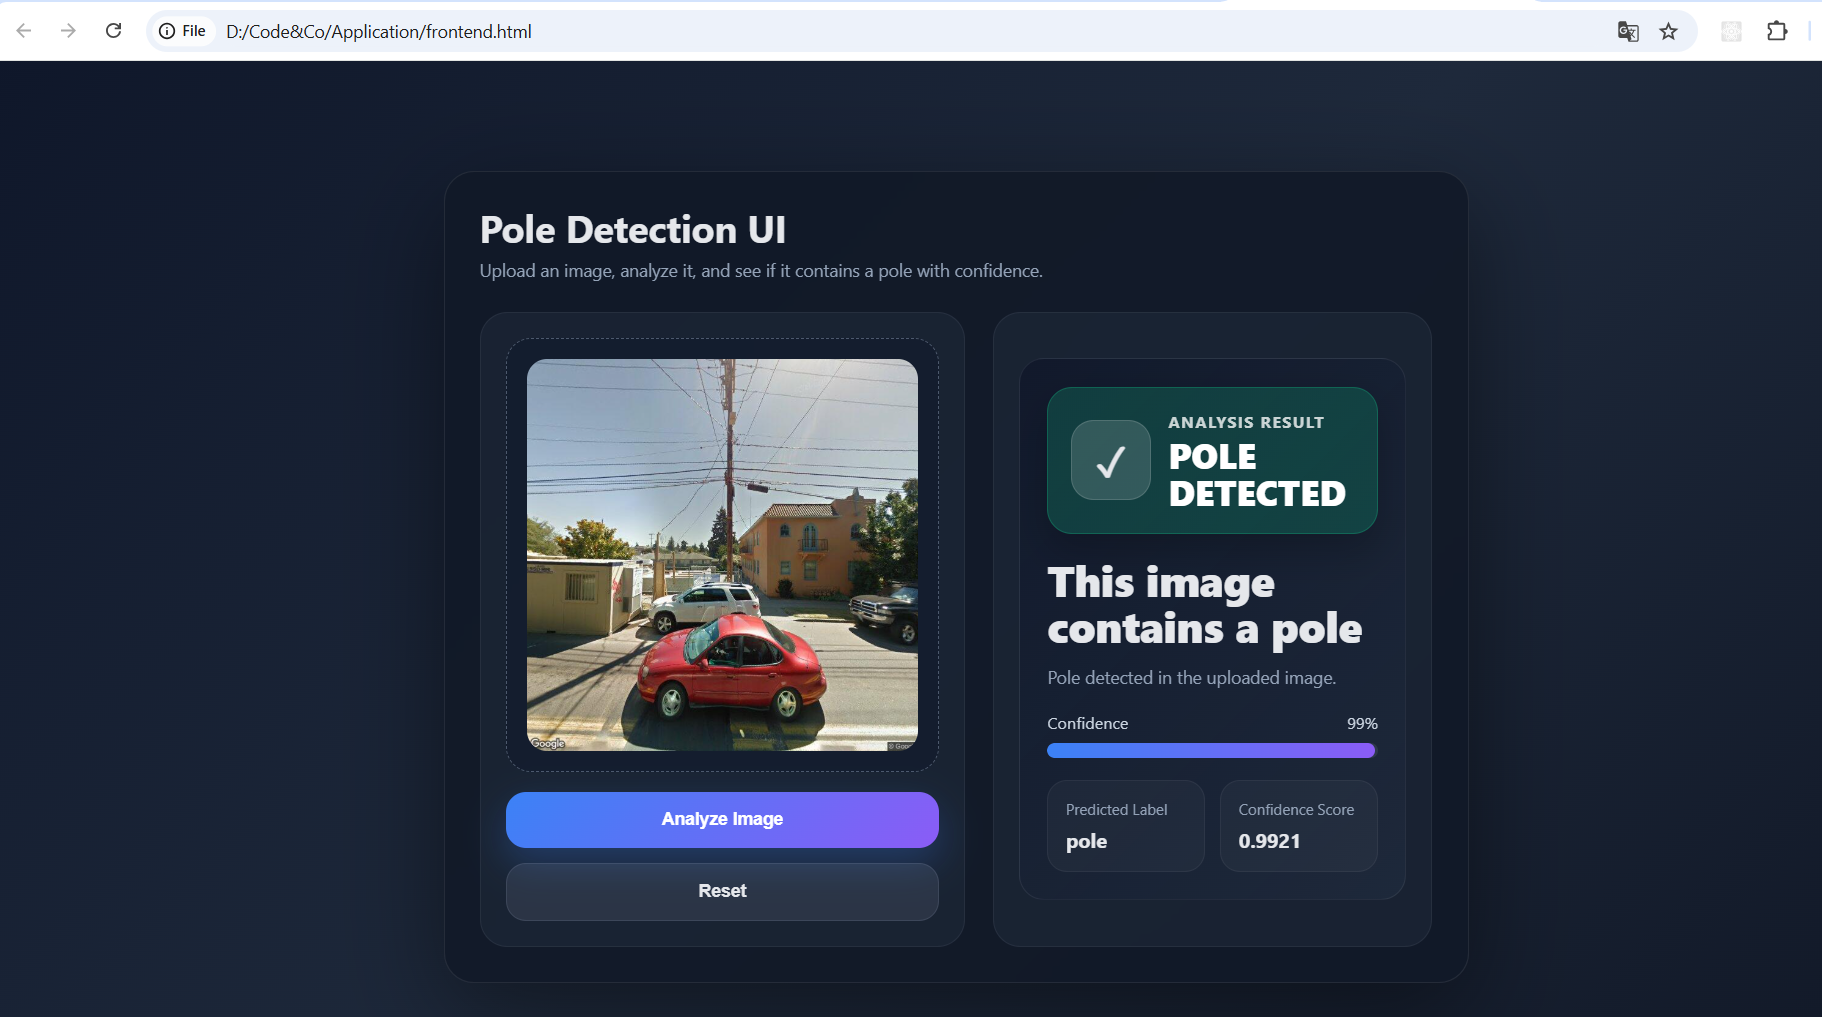 File
D:/Code&Co/Application/frontend.html
Pole Detection UI
Upload an image, analyze it, and see if it contains a pole with confidence.
Google
Analyze Image
Reset
ANALYSIS RESULT
POLE
DETECTED
This image
contains a pole
Pole detected in the uploaded image.
Confidence 99%
Predicted Label
pole
Confidence Score
0.9921